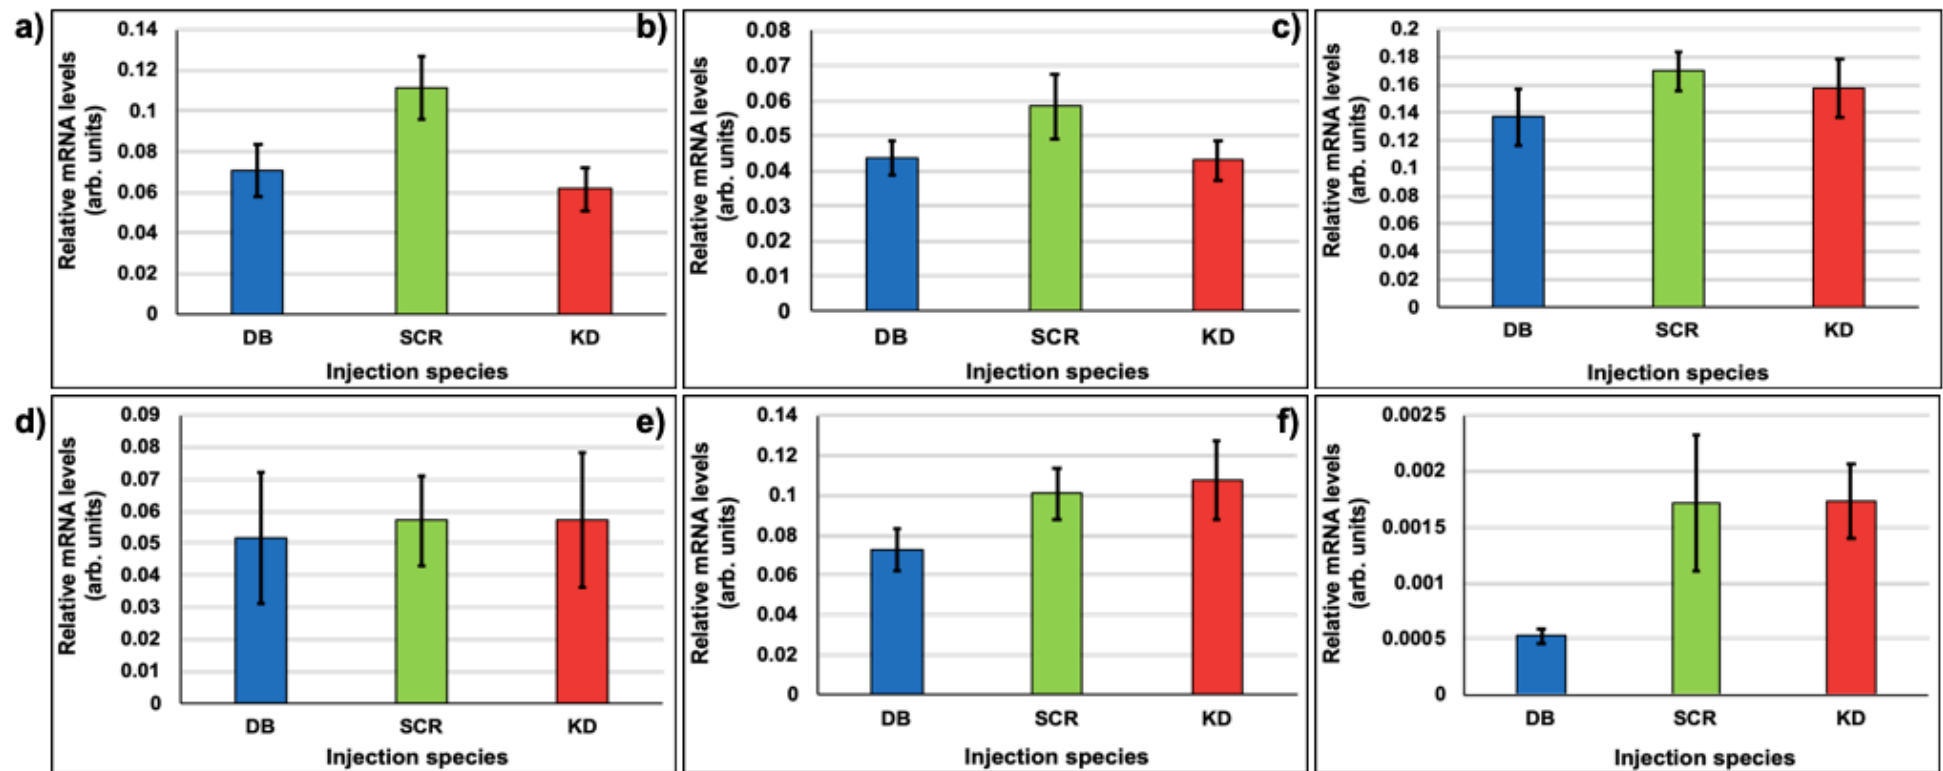 a)
Relative mRNA levels
(arb. units)
0.14
0.12
0.1
0.08
0.06
0.04
0.02
0
DB SCR KD
Injection species
b)
Relative mRNA levels
(arb. units)
0.08
0.07
0.06
0.05
0.04
0.03
0.02
0.01
0
DB SCR KD
Injection species
c)
Relative mRNA levels
(arb. units)
0.2
0.18
0.16
0.14
0.12
0.1
0.08
0.06
0.04
0.02
0
DB SCR KD
Injection species
d)
Relative mRNA levels
(arb. units)
0.09
0.08
0.07
0.06
0.05
0.04
0.03
0.02
0.01
0
DB SCR KD
Injection species
e)
Relative mRNA levels
(arb. units)
0.14
0.12
0.1
0.08
0.06
0.04
0.02
0
DB SCR KD
Injection species
f)
Relative mRNA levels
(arb. units)
0.0025
0.002
0.0015
0.001
0.0005
0
DB SCR KD
Injection species